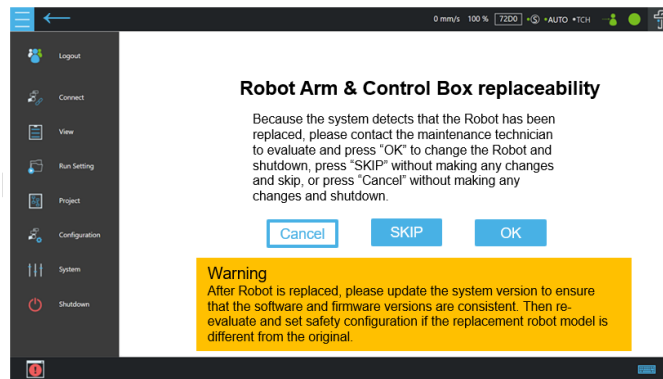 0 mm/s 100 % 72D0 •Ⓢ •AUTO •TCH
Logout
Connect
View
Run Setting
Project
Configuration
System
Shutdown
Robot Arm & Control Box replaceability
Because the system detects that the Robot has been
replaced, please contact the maintenance technician
to evaluate and press “OK” to change the Robot and
shutdown, press “SKIP” without making any changes
and skip, or press “Cancel” without making any
changes and shutdown.
Cancel SKIP OK
Warning
After Robot is replaced, please update the system version to ensure
that the software and firmware versions are consistent. Then re-
evaluate and set safety configuration if the replacement robot model is
different from the original.